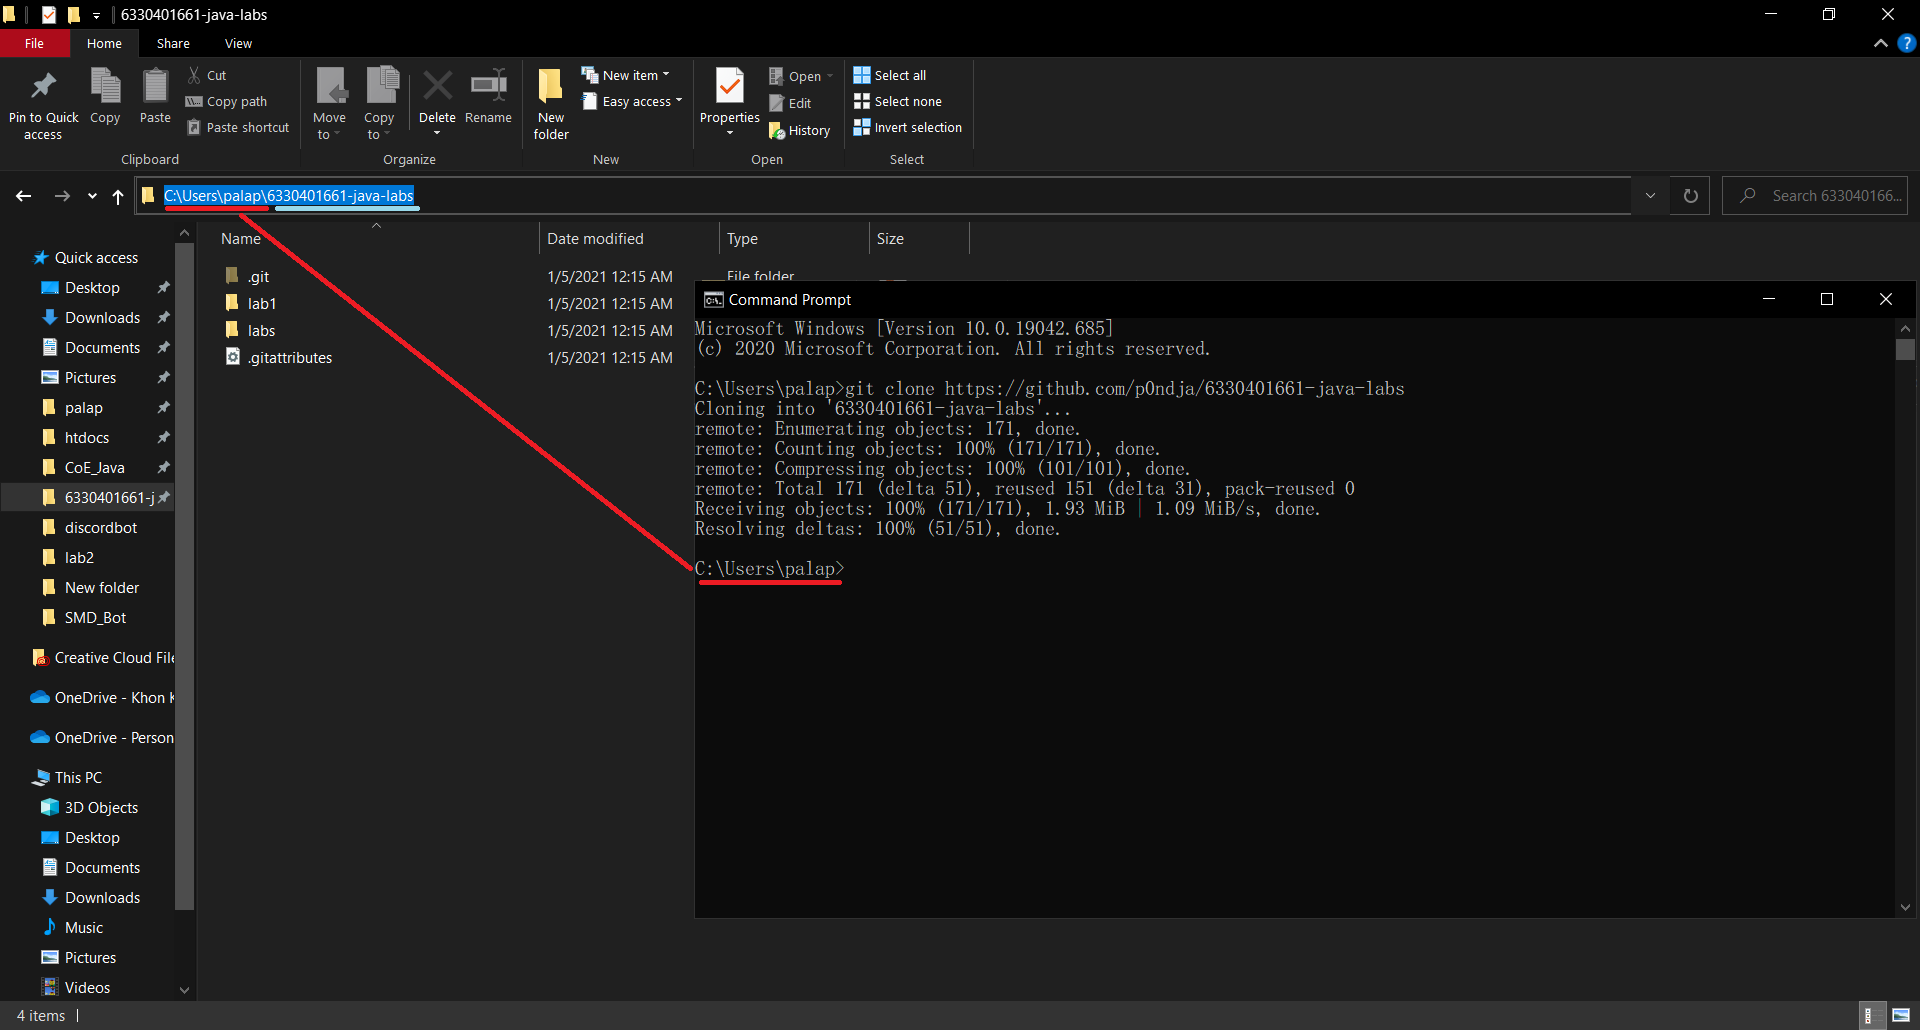 6330401661-java-labs
File Home Share View
Pin to Quick access
Copy
Paste
Cut
Copy path
Paste shortcut
Clipboard
Move to
Copy to
Delete
Rename
Organize
New folder
New item
Easy access
New
Properties
Open
Edit
History
Open
Select all
Select none
Invert selection
Select
C:\Users\palap\6330401661-java-labs
Search 633040166...
Name Date modified Type Size
.git 1/5/2021 12:15 AM File folder
lab1 1/5/2021 12:15 AM
labs 1/5/2021 12:15 AM
.gitattributes 1/5/2021 12:15 AM
Quick access
Desktop
Downloads
Documents
Pictures
palap
htdocs
CoE_Java
6330401661-j
discordbot
lab2
New folder
SMD_Bot
Creative Cloud File
OneDrive - Khon K
OneDrive - Person
This PC
3D Objects
Desktop
Documents
Downloads
Music
Pictures
Videos
4 items
Command Prompt
Microsoft Windows [Version 10.0.19042.685]
(c) 2020 Microsoft Corporation. All rights reserved.
C:\Users\palap>git clone https://github.com/p0ndja/6330401661-java-labs
Cloning into '6330401661-java-labs'...
remote: Enumerating objects: 171, done.
remote: Counting objects: 100% (171/171), done.
remote: Compressing objects: 100% (101/101), done.
remote: Total 171 (delta 51), reused 151 (delta 31), pack-reused 0
Receiving objects: 100% (171/171), 1.93 MiB | 1.09 MiB/s, done.
Resolving deltas: 100% (51/51), done.
C:\Users\palap>